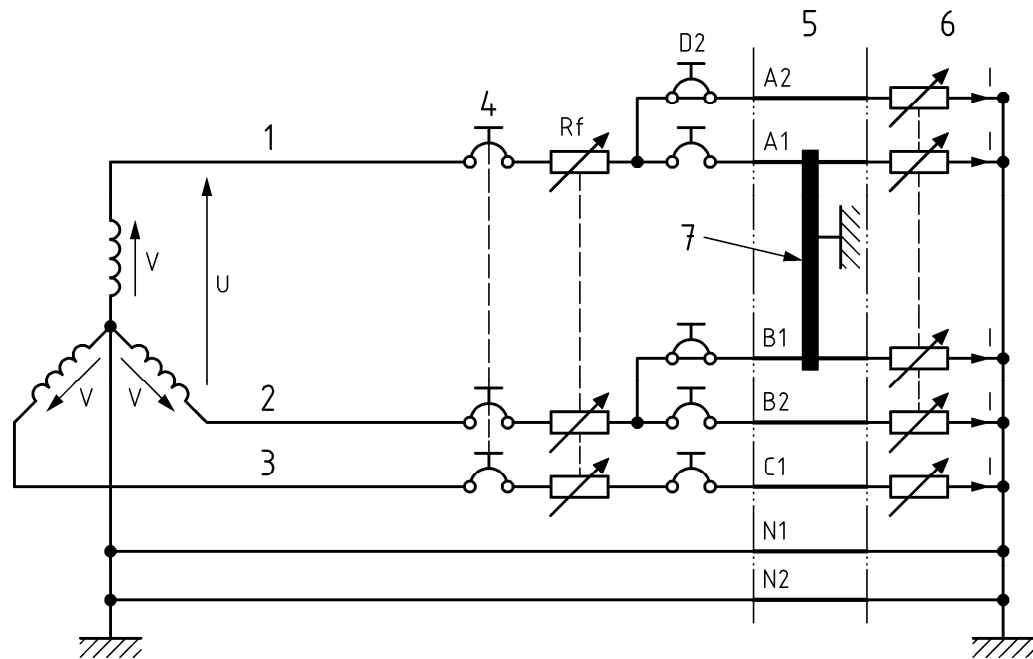 5 6
D2
A2 I
4
Rf A1 I
1
7
V U
B1 I
V V
2 B2 I
3 C1 I
N1
N2